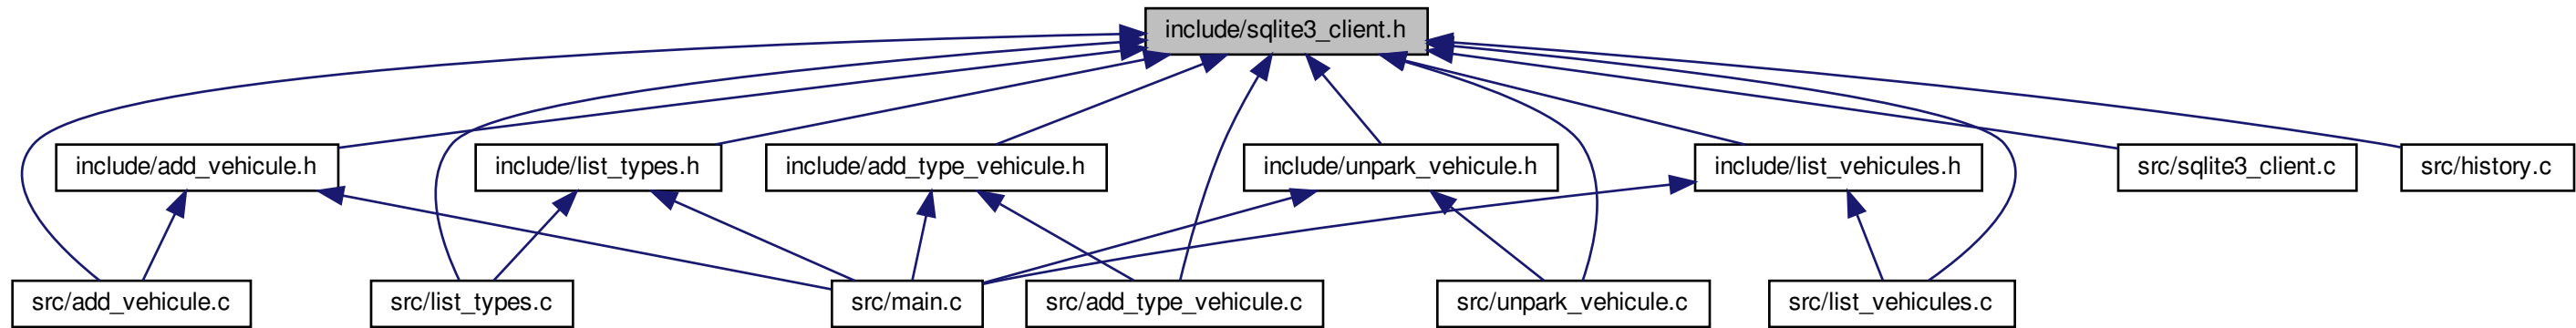 include/sqlite3_client.h
include/add_vehicule.h
include/list_types.h
include/add_type_vehicule.h
include/unpark_vehicule.h
include/list_vehicules.h
src/sqlite3_client.c
src/history.c
src/add_vehicule.c
src/list_types.c
src/main.c
src/add_type_vehicule.c
src/unpark_vehicule.c
src/list_vehicules.c